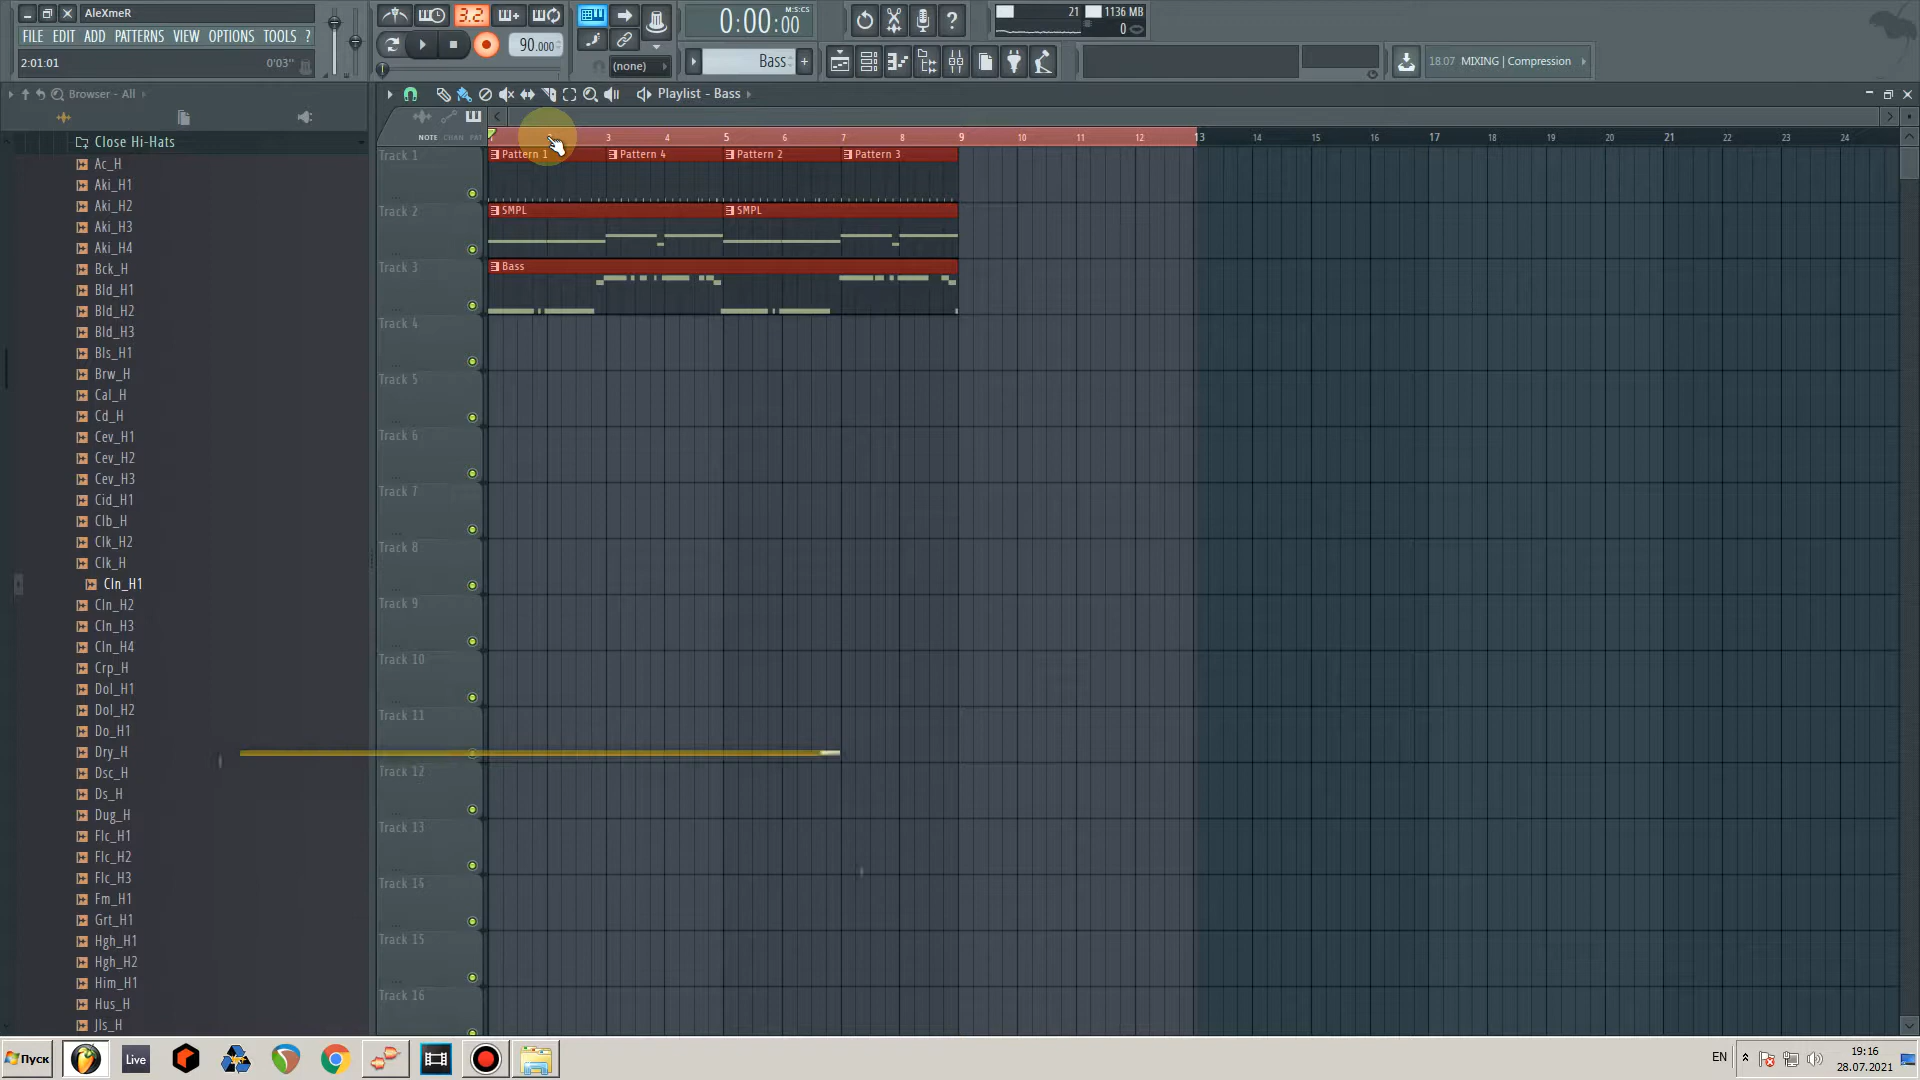 AleXmeR
FILE EDIT ADD PATTERNS VIEW OPTIONS TOOLS ?
2:01:01 0'03"
3.2.
90.000
(none)
0:00:00
M:S:CS
Bass
21 1136 MB
0
18.07 MIXING | Compression
Browser - All
Playlist - Bass
NOTE CHAN PAT
3 5 6 7 8 9 10 11 12 13 14 15 16 17 18 19 20 21 22 23 24
Close Hi-Hats
Ac_H
Aki_H1
Aki_H2
Aki_H3
Aki_H4
Bck_H
Bld_H1
Bld_H2
Bld_H3
Bls_H1
Brw_H
Cal_H
Cd_H
Cev_H1
Cev_H2
Cev_H3
Cid_H1
Clb_H
Clk_H2
Clk_H
Cln_H1
Cln_H2
Cln_H3
Cln_H4
Crp_H
Dol_H1
Dol_H2
Do_H1
Dry_H
Dsc_H
Ds_H
Dug_H
Flc_H1
Flc_H2
Flc_H3
Fm_H1
Grt_H1
Hgh_H1
Hgh_H2
Him_H1
Hus_H
Jls_H
Track 1 Pattern 1 Pattern 4 Pattern 2 Pattern 3
Track 2 SMPL SMPL
Track 3 Bass
Track 4
Track 5
Track 6
Track 7
Track 8
Track 9
Track 10
Track 11
Track 12
Track 13
Track 14
Track 15
Track 16
Пуск
Live
EN
19:16
28.07.2021